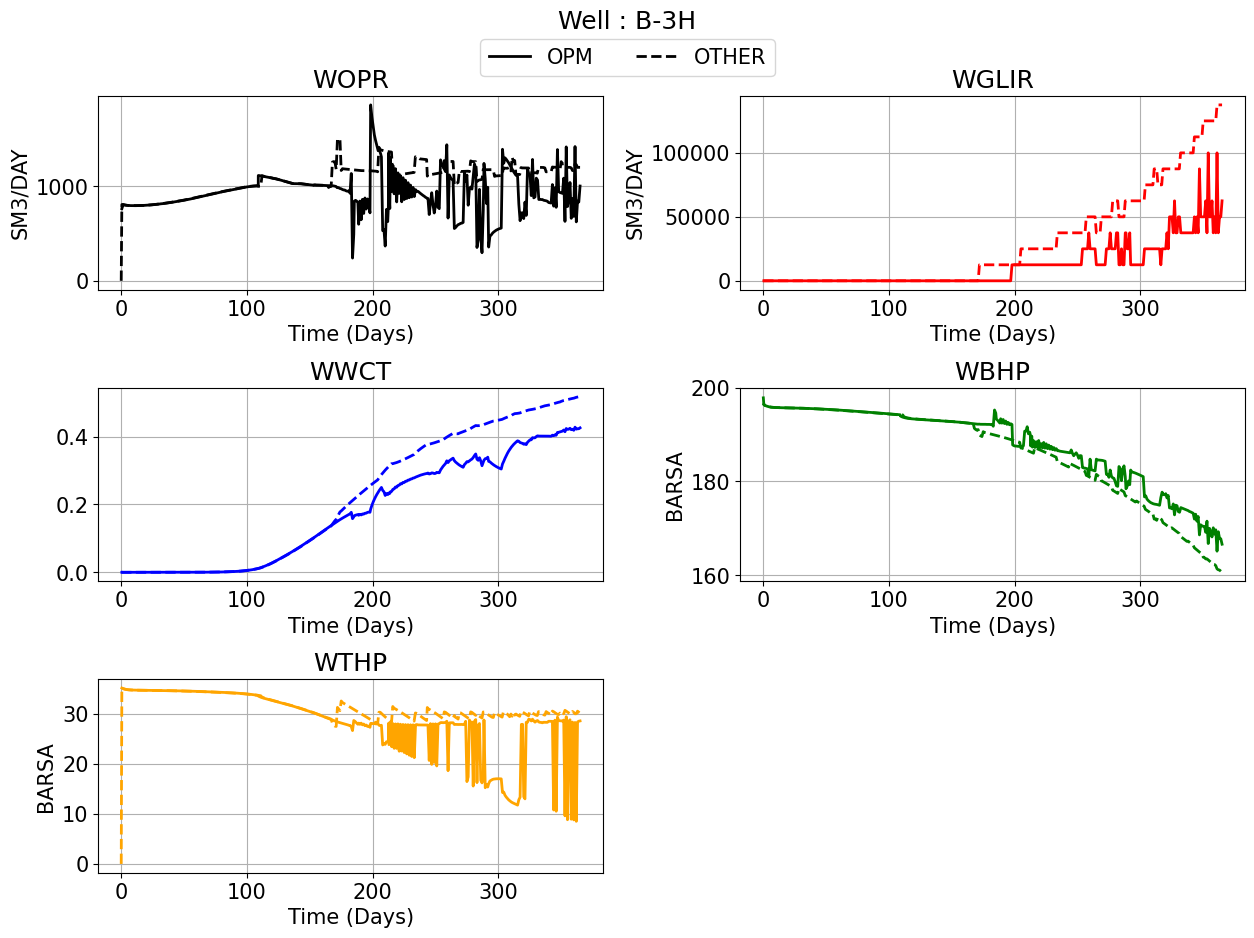 Well : B-3H
OPM OTHER
WOPR
SM3/DAY
1000
0
0 100 200 300
Time (Days)
WGLIR
SM3/DAY
100000
50000
0
0 100 200 300
Time (Days)
WWCT
0.4
0.2
0.0
0 100 200 300
Time (Days)
WBHP
BARSA
200
180
160
0 100 200 300
Time (Days)
WTHP
BARSA
30
20
10
0
0 100 200 300
Time (Days)